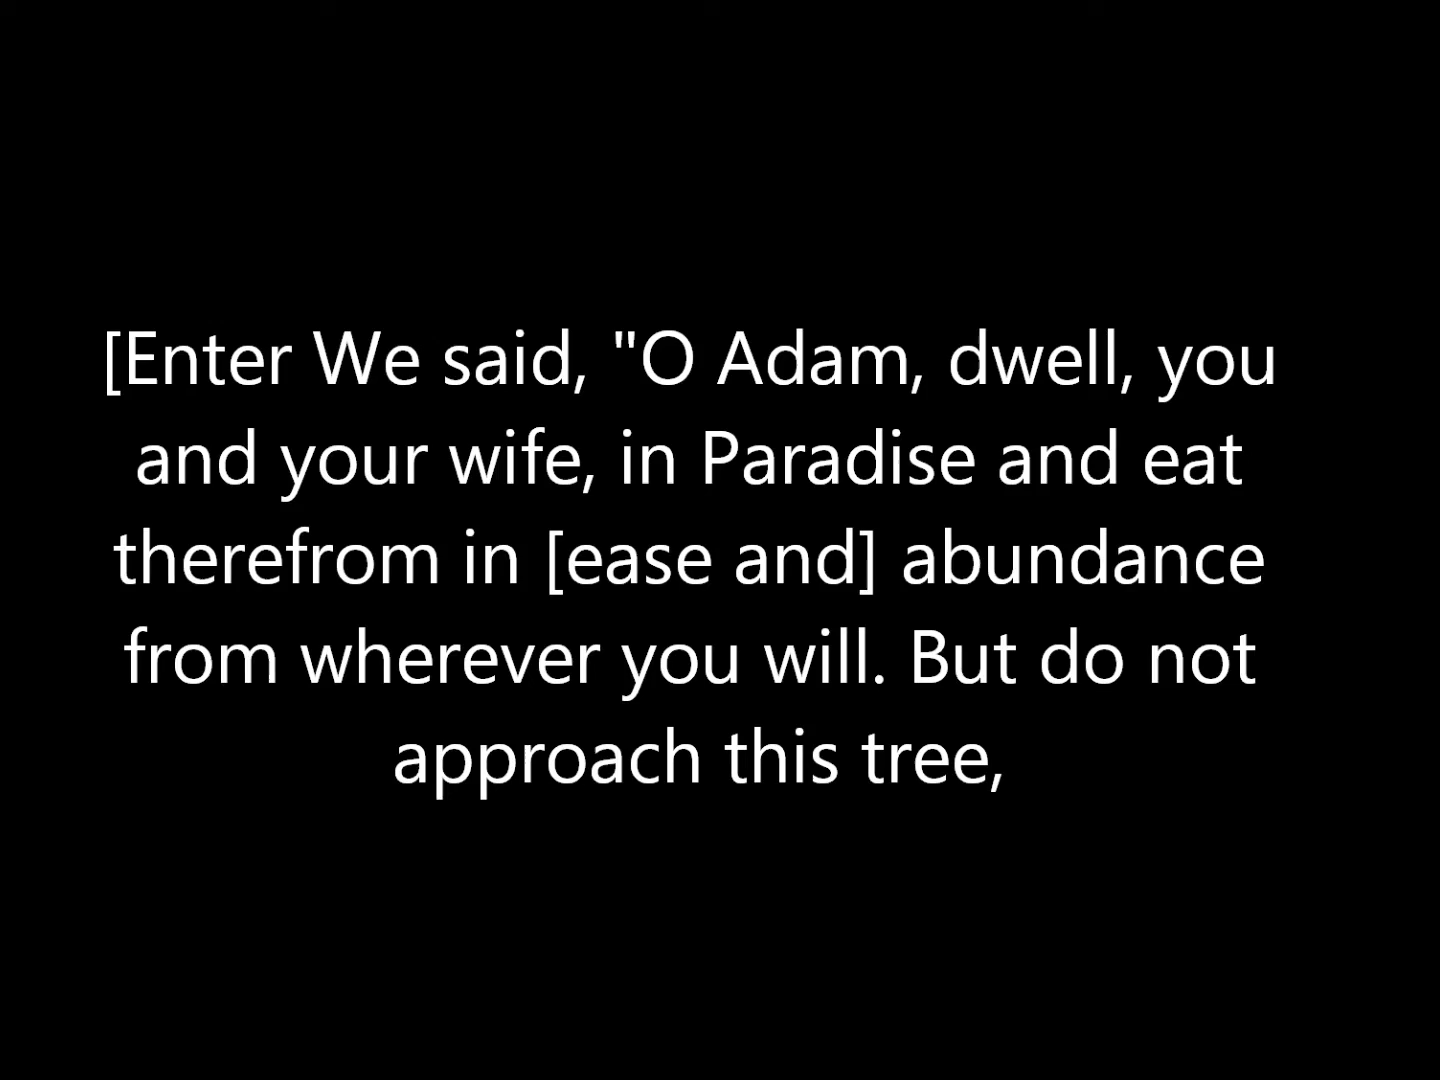 [Enter We said, "O Adam, dwell, you
and your wife, in Paradise and eat
therefrom in [ease and] abundance
from wherever you will. But do not
approach this tree,